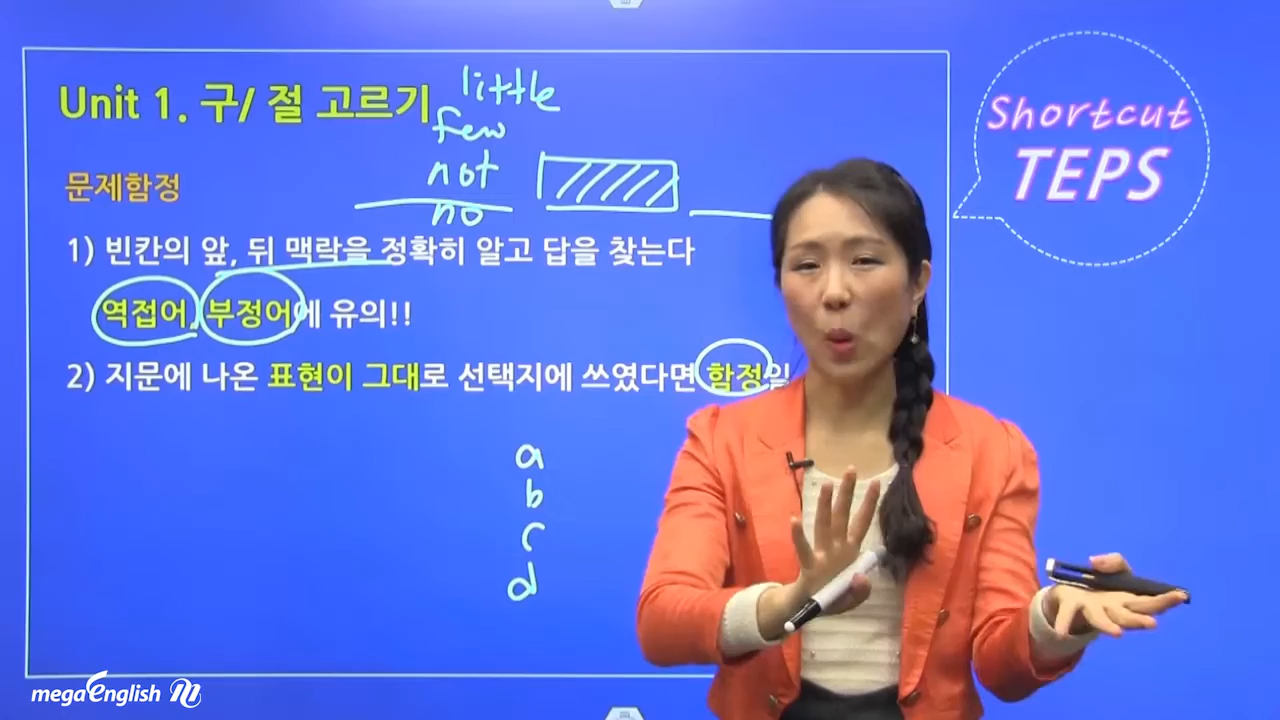 Unit 1. 구/ 절 고르기
little
few
not
no
문제함정
1) 빈칸의 앞, 뒤 맥락을 정확히 알고 답을 찾는다
역접어, 부정어에 유의!!
2) 지문에 나온 표현이 그대로 선택지에 쓰였다면 함정일
a
b
c
d
Shortcut
TEPS
megaEnglish